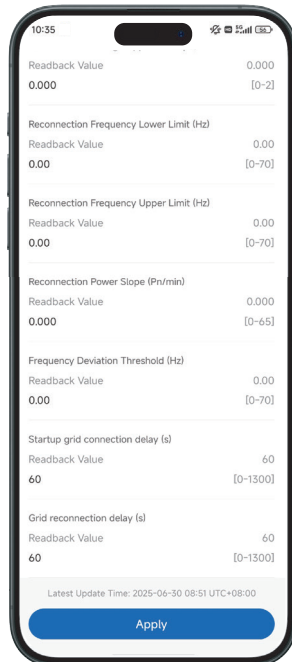 10:35
5G
56
Readback Value 0.000
0.000 [0-2]
Reconnection Frequency Lower Limit (Hz)
Readback Value 0.00
0.00 [0-70]
Reconnection Frequency Upper Limit (Hz)
Readback Value 0.00
0.00 [0-70]
Reconnection Power Slope (Pn/min)
Readback Value 0.000
0.000 [0-65]
Frequency Deviation Threshold (Hz)
Readback Value 0.00
0.00 [0-70]
Startup grid connection delay (s)
Readback Value 60
60 [0-1300]
Grid reconnection delay (s)
Readback Value 60
60 [0-1300]
Latest Update Time: 2025-06-30 08:51 UTC+08:00
Apply